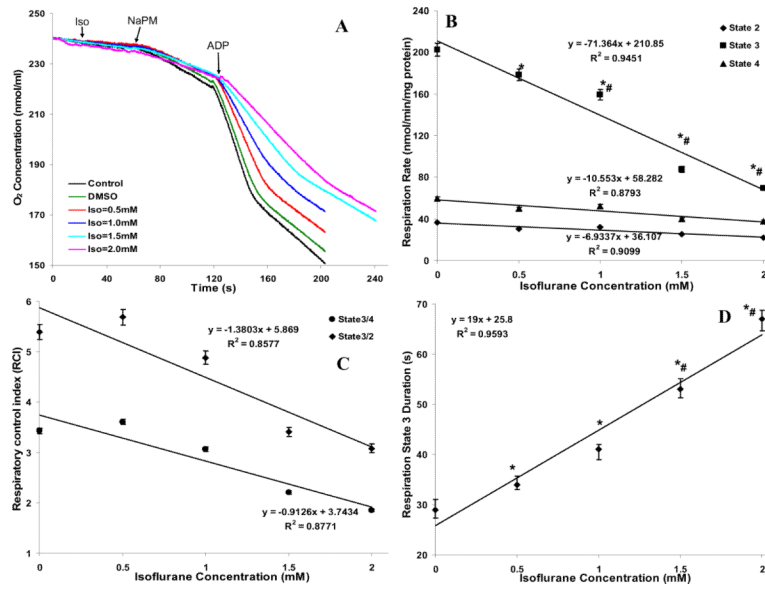 A
Iso
NaPM
ADP
O₂ Concentration (nmol/ml)
250
230
210
190
170
150
Control
DMSO
Iso=0.5mM
Iso=1.0mM
Iso=1.5mM
Iso=2.0mM
0 40 80 120 160 200 240
Time (s)
B
State 2
State 3
State 4
Respiration Rate (nmol/min/mg protein)
240
200
160
120
80
40
0
y = -71.364x + 210.85
R² = 0.9451
*
*#
*#
*#
y = -10.553x + 58.282
R² = 0.8793
y = -6.9337x + 36.107
R² = 0.9099
0 0.5 1 1.5 2
Isoflurane Concentration (mM)
C
State3/4
State3/2
Respiratory control index (RCI)
6
5
4
3
2
1
y = -1.3803x + 5.869
R² = 0.8577
y = -0.9126x + 3.7434
R² = 0.8771
0 0.5 1 1.5 2
Isoflurane Concentration (mM)
D
Respiration State 3 Duration (s)
70
60
50
40
30
20
y = 19x + 25.8
R² = 0.9593
*
*
*#
*#
0 0.5 1 1.5 2
Isoflurane Concentration (mM)